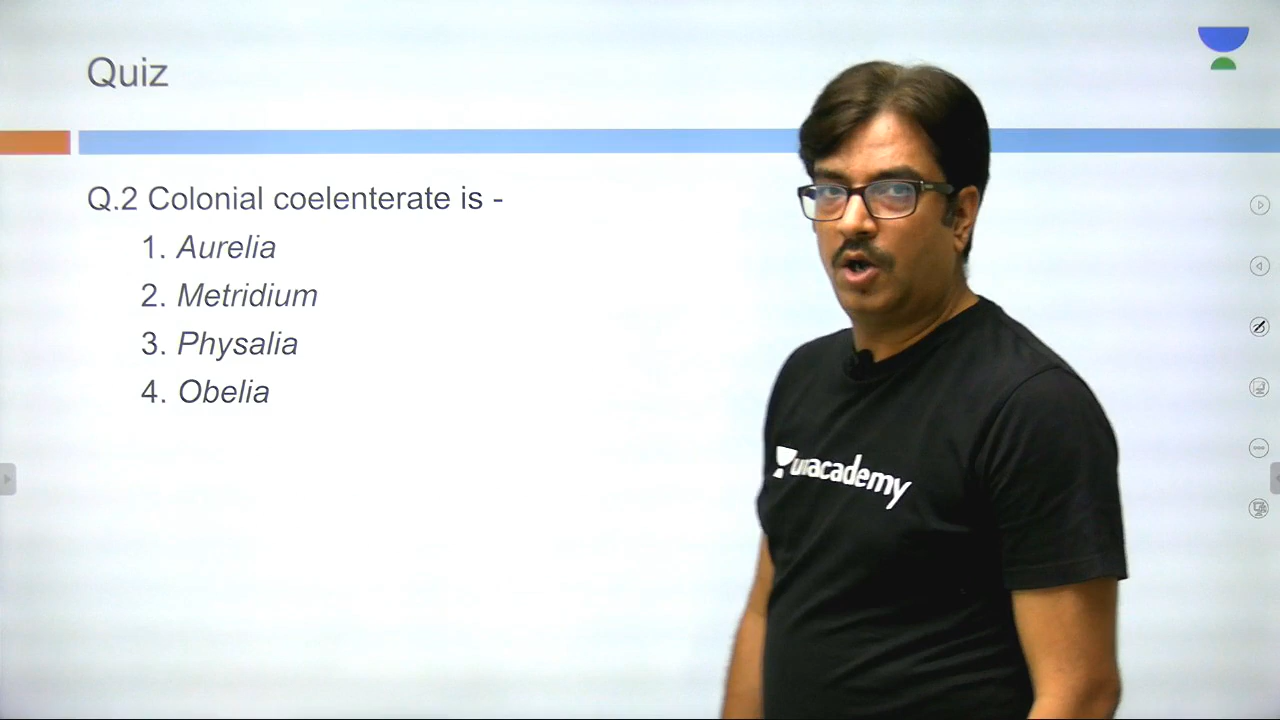 Quiz
Q.2 Colonial coelenterate is -
1. Aurelia
2. Metridium
3. Physalia
4. Obelia
unacademy